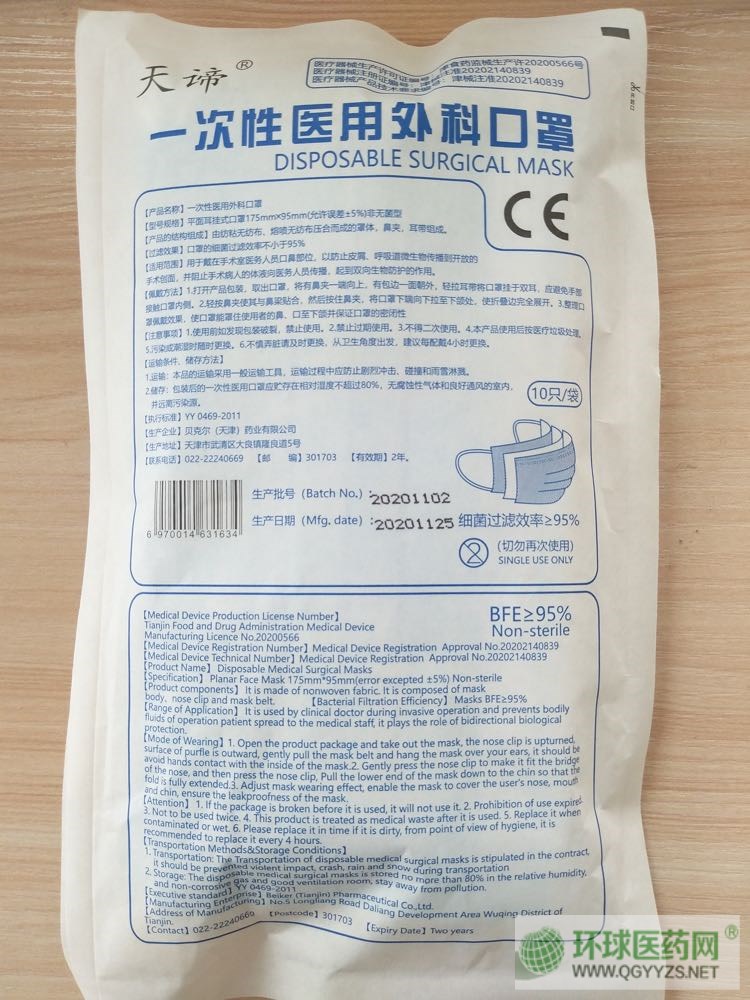 天谛®
医疗器械生产许可证编号:津食药监械生产许20200566号
医疗器械注册证编号:津械注准20202140839
医疗器械产品技术要求编号:津械注准20202140839
一次性医用外科口罩
DISPOSABLE SURGICAL MASK
CE
【产品名称】一次性医用外科口罩
【型号规格】平面耳挂式口罩175mm×95mm(允许误差±5%)非无菌型
【产品的结构组成】由纺粘无纺布、熔喷无纺布压合而成的罩体,鼻夹,耳带组成。
【过滤效果】口罩的细菌过滤效率不小于95%
【适用范围】用于戴在手术室医务人员口鼻部位,以防止皮屑、呼吸道微生物传播到开放的
手术创面,并阻止手术病人的体液向医务人员传播,起到双向生物防护的作用。
【佩戴方法】1.打开产品包装,取出口罩,将有鼻夹一端向上,有包边一面朝外,轻拉耳带将口罩挂于双耳,应避免手部
接触口罩内侧。2.轻按鼻夹使其与鼻梁贴合,然后按住鼻夹,将口罩下端向下拉至下颌处,使折叠边完全展开。3.整理口
罩佩戴效果,使口罩能罩住使用者的鼻、口至下颌并保证口罩的密闭性
【注意事项】1.使用前如发现包装破裂,禁止使用。2.禁止过期使用。3.不得二次使用。4.本产品使用后按医疗垃圾处理。
5.污染或潮湿时随时更换。6.不慎弄脏请及时更换,从卫生角度出发,建议每配戴4小时更换。
【运输条件、储存方法】
1.运输:本品的运输采用一般运输工具,运输过程中应防止剧烈冲击、碰撞和雨雪淋溅。
2.储存:包装后的一次性医用口罩应贮存在相对湿度不超过80%,无腐蚀性气体和良好通风的室内,
并远离污染源。
【执行标准】YY 0469-2011
【生产企业】贝克尔(天津)药业有限公司
【生产地址】天津市武清区大良镇隆良道5号
【联系电话】022-22240669 【邮 编】301703 【有效期】2年。
10只/袋
生产批号(Batch No.):20201102
生产日期(Mfg. date):20201125
6 970014 631634
细菌过滤效率≥95%
(切勿再次使用)
SINGLE USE ONLY
BFE≥95%
Non-sterile
【Medical Device Production License Number】
Tianjin Food and Drug Administration Medical Device
Manufacturing Licence No.20200566
【Medical Device Registration Number】Medical Device Registration Approval No.20202140839
【Medical Device Technical Number】Medical Device Registration Approval No.20202140839
【Product Name】Disposable Medical Surgical Masks
【Specification】Planar Face Mask 175mm*95mm(error excepted ±5%) Non-sterile
【Product components】It is made of nonwoven fabric. It is composed of mask
body, nose clip and mask belt. 【Bacterial Filtration Efficiency】Masks BFE≥95%
【Range of Application】It is used by clinical doctor during invasive operation and prevents bodily
fluids of operation patient spread to the medical staff, it plays the role of bidirectional biological
protection.
【Mode of Wearing】1. Open the product package and take out the mask, the nose clip is upturned,
surface of purfle is outward, gently pull the mask belt and hang the mask over your ears, it should be
avoid hands contact with the inside of the mask.2. Gently press the nose clip to make it fit the bridge
of the nose, and then press the nose clip, Pull the lower end of the mask down to the chin so that the
fold is fully extended.3. Adjust mask wearing effect, enable the mask to cover the user's nose, mouth
and chin, ensure the leakproofness of the mask.
【Attention】1. If the package is broken before it is used, it will not use it. 2. Prohibition of use expired.
3. Not to be used twice. 4. This product is treated as medical waste after it is used. 5. Replace it when
contaminated or wet. 6. Please replace it in time if it is dirty, from point of view of hygiene, it is
recommended to replace it every 4 hours.
【Transportation Methods&Storage Conditions】
1. Transportation: The Transportation of disposable medical surgical masks is stipulated in the contract,
it should be prevented violent impact, crash, rain and snow during transportation
2. Storage: The disposable medical surgical masks is stored no more than 80% in the relative humidity,
and non-corrosive gas and good ventilation room, stay away from pollution.
【Executive standard】YY 0469-2011
【Manufacturing Enterprise】Beiker (Tianjin) Pharmaceutical Co.,Ltd.
【Address of Manufacturing】No.5 Longliang Road Daliang Development Area Wuqing District of
Tianjin.
【Contact】022-22240669 【Postcode】301703 【Expiry Date】Two years
环球医药网®
WWW.QGYYZS.NET